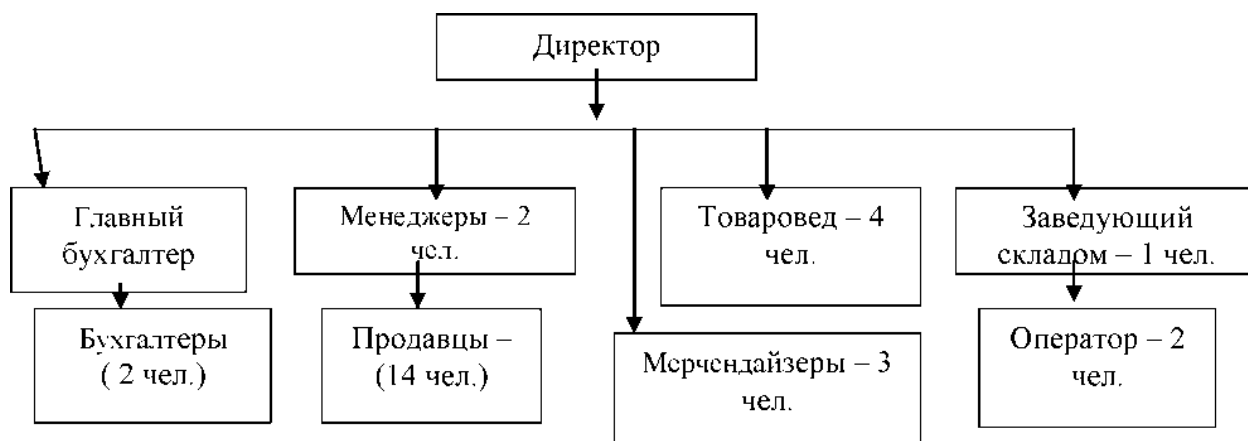 Директор
Главный
бухгалтер
Менеджеры – 2
чел.
Товаровед – 4
чел.
Заведующий
складом – 1 чел.
Бухгалтеры
( 2 чел.)
Продавцы –
(14 чел.)
Мерчендайзеры – 3
чел.
Оператор – 2
чел.